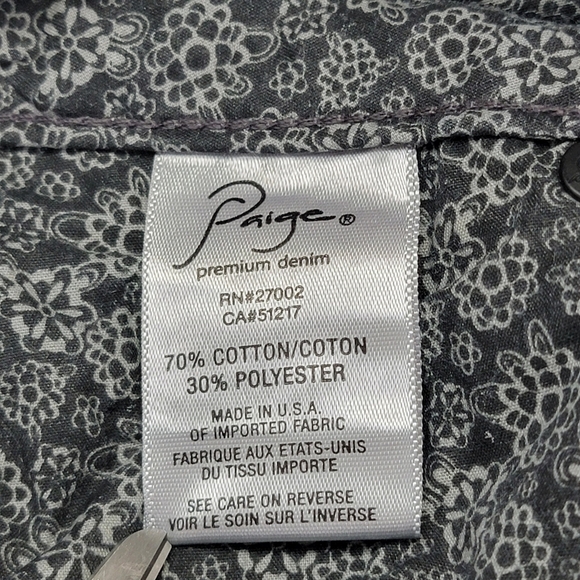 Paige®
premium denim
RN#27002
CA#51217
70% COTTON/COTON
30% POLYESTER
MADE IN U.S.A.
OF IMPORTED FABRIC
FABRIQUE AUX ETATS-UNIS
DU TISSU IMPORTE
SEE CARE ON REVERSE
VOIR LE SOIN SUR L'INVERSE